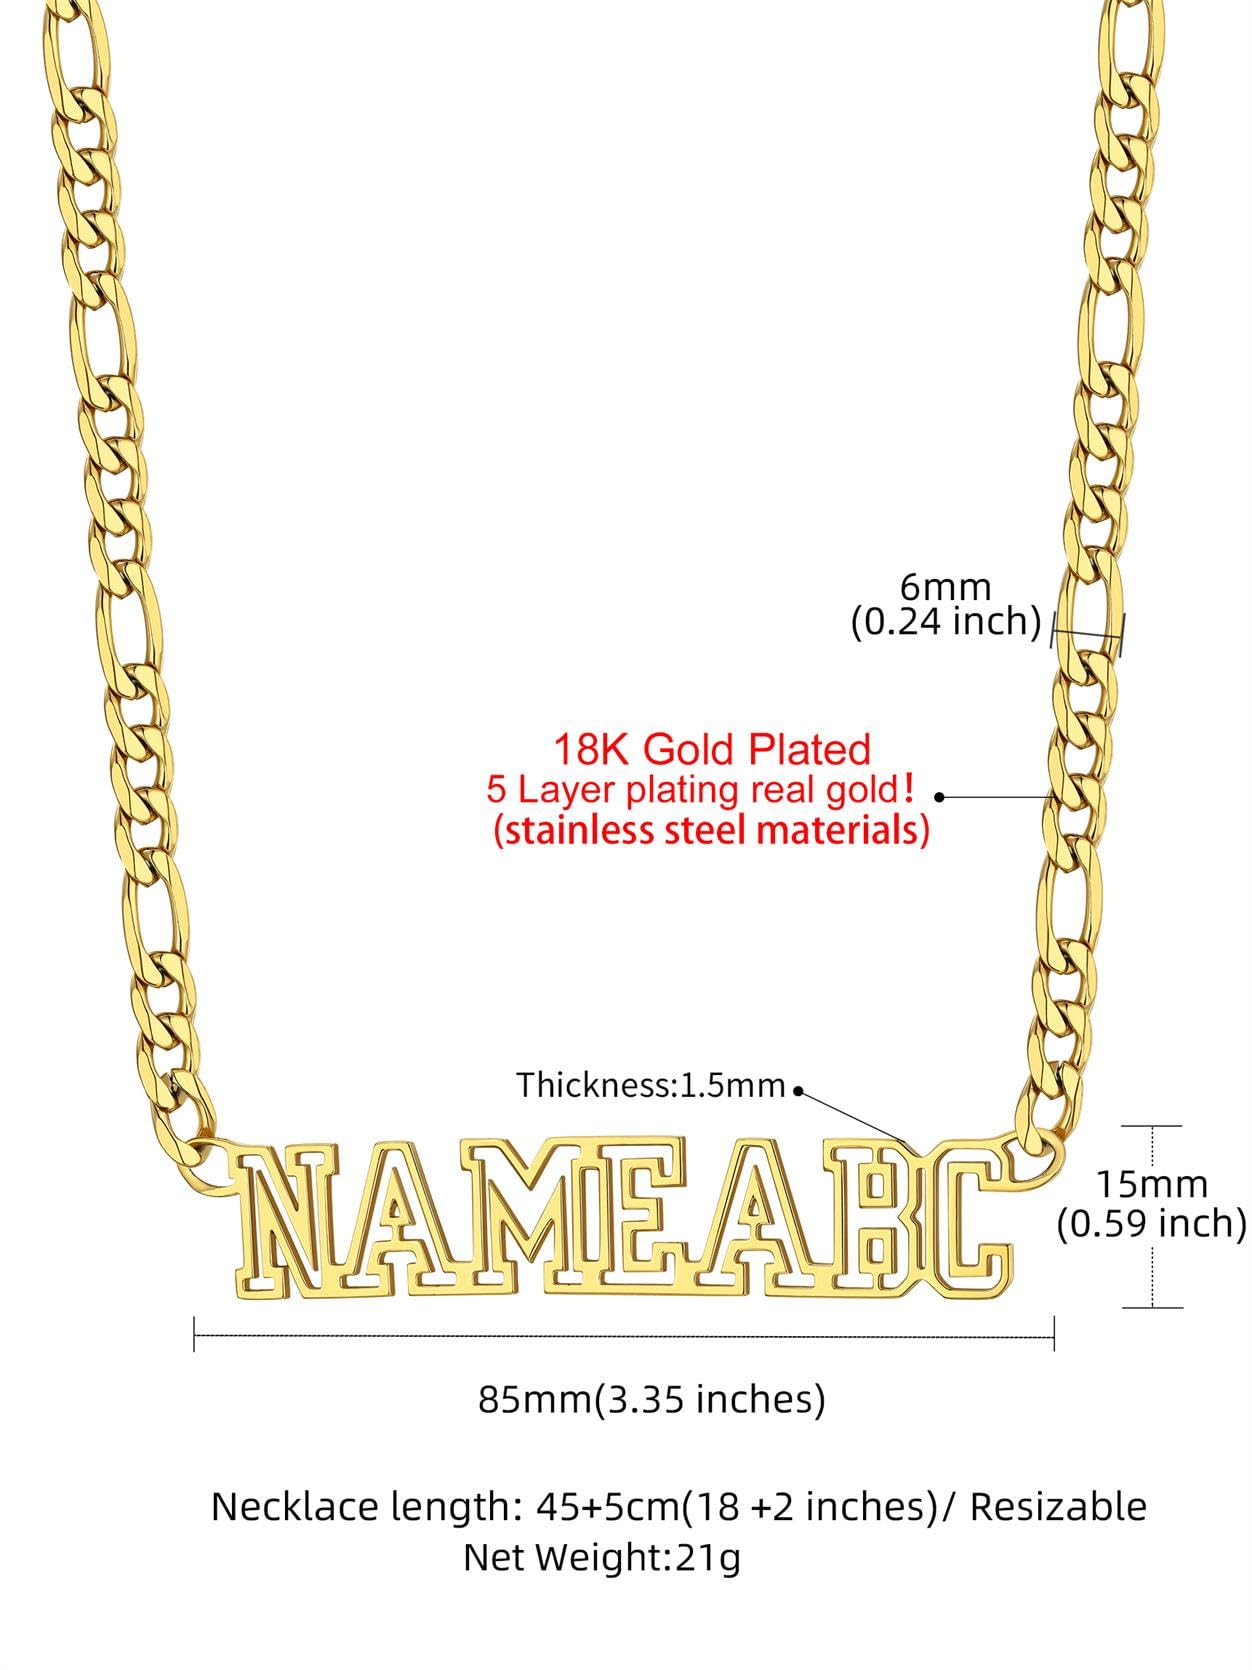 6mm
(0.24 inch)
18K Gold Plated
5 Layer plating real gold!
(stainless steel materials)
Thickness:1.5mm
NAMEABC
15mm
(0.59 inch)
85mm(3.35 inches)
Necklace length: 45+5cm(18 +2 inches)/ Resizable
Net Weight:21g